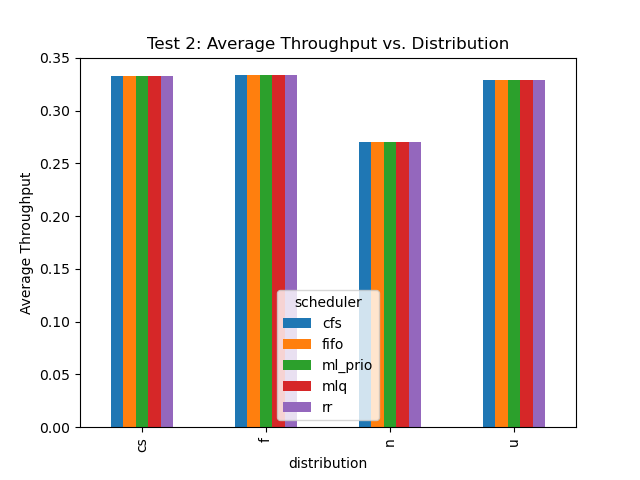 Test 2: Average Throughput vs. Distribution
Average Throughput
0.35
0.30
0.25
0.20
0.15
0.10
0.05
0.00
scheduler
cfs
fifo
ml_prio
mlq
rr
cs
f
n
u
distribution